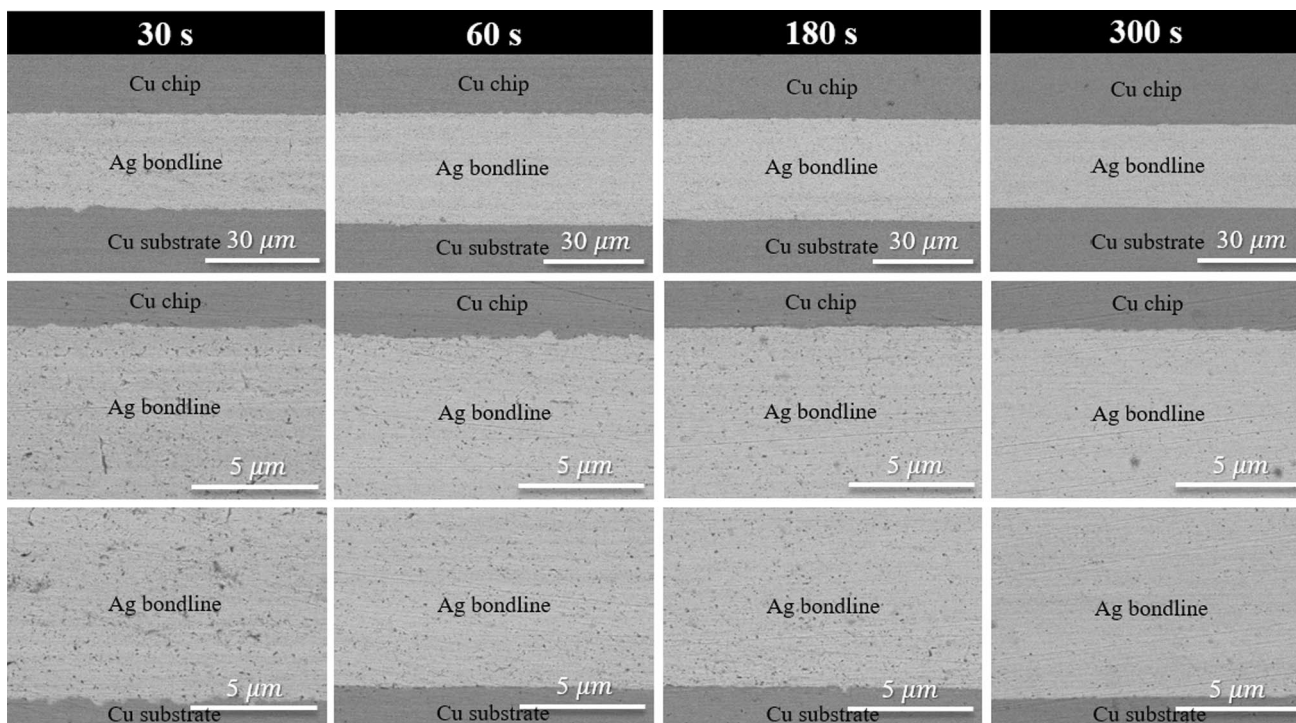 30 s
60 s
180 s
300 s
Cu chip
Cu chip
Cu chip
Cu chip
Ag bondline
Ag bondline
Ag bondline
Ag bondline
Cu substrate
30 μm
Cu substrate
30 μm
Cu substrate
30 μm
Cu substrate
30 μm
Cu chip
Cu chip
Cu chip
Cu chip
Ag bondline
Ag bondline
Ag bondline
Ag bondline
5 μm
5 μm
5 μm
5 μm
Ag bondline
Ag bondline
Ag bondline
Ag bondline
5 μm
5 μm
5 μm
5 μm
Cu substrate
Cu substrate
Cu substrate
Cu substrate